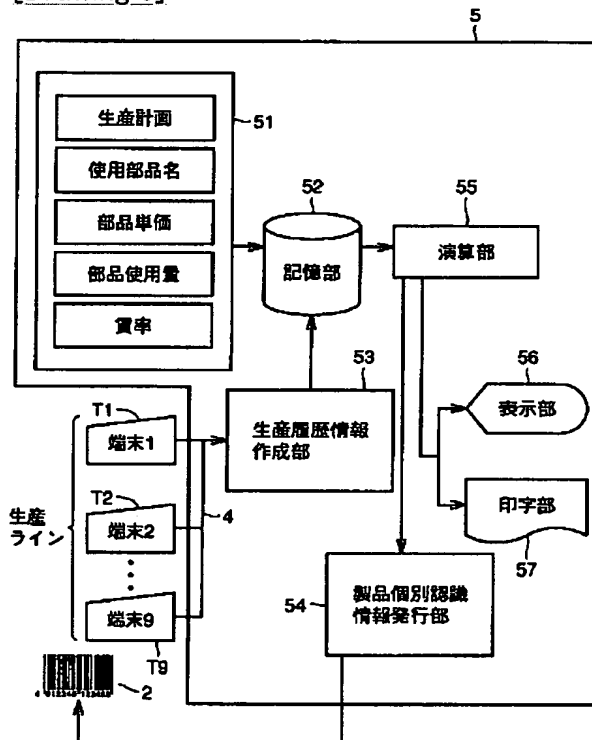 5
生産計画
使用部品名
部品単価
部品使用量
賃率
51
52
記憶部
55
演算部
53
生産履歴情報
作成部
56
表示部
印字部
57
生産
ライン
T1
端末1
T2
端末2
端末9
T9
4
54
製品個別認識
情報発行部
2